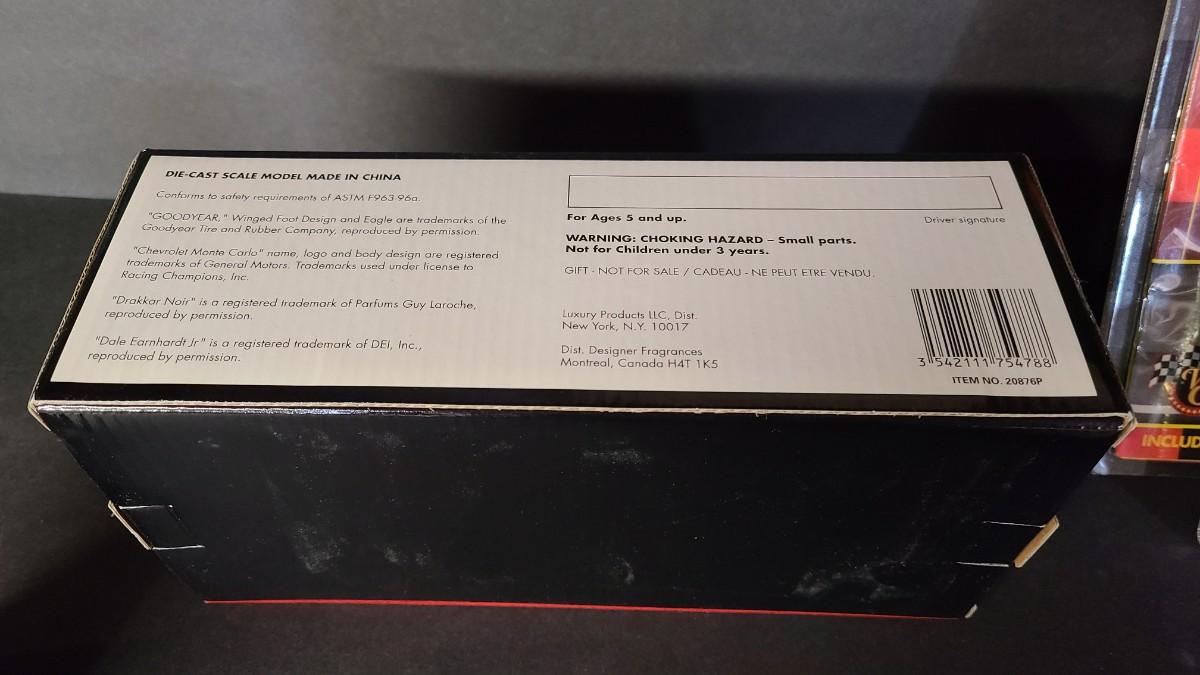 DIE-CAST SCALE MODEL MADE IN CHINA
Conforms to safety requirements of ASTM F963-96a.
"GOODYEAR," Winged Foot Design and Eagle are trademarks of the
Goodyear Tire and Rubber Company, reproduced by permission.
"Chevrolet Monte Carlo" name, logo and body design are registered
trademarks of General Motors. Trademarks used under license to
Racing Champions, Inc.
"Drakkar Noir" is a registered trademark of Parfums Guy Laroche,
reproduced by permission.
"Dale Earnhardt Jr" is a registered trademark of DEI, Inc.,
reproduced by permission.
Driver signature
For Ages 5 and up.
WARNING: CHOKING HAZARD – Small parts.
Not for Children under 3 years.
GIFT - NOT FOR SALE / CADEAU - NE PEUT ETRE VENDU.
Luxury Products LLC, Dist.
New York, N.Y. 10017
Dist. Designer Fragrances
Montreal, Canada H4T 1K5
3 542111 754788
ITEM NO. 20876P
INCLUD